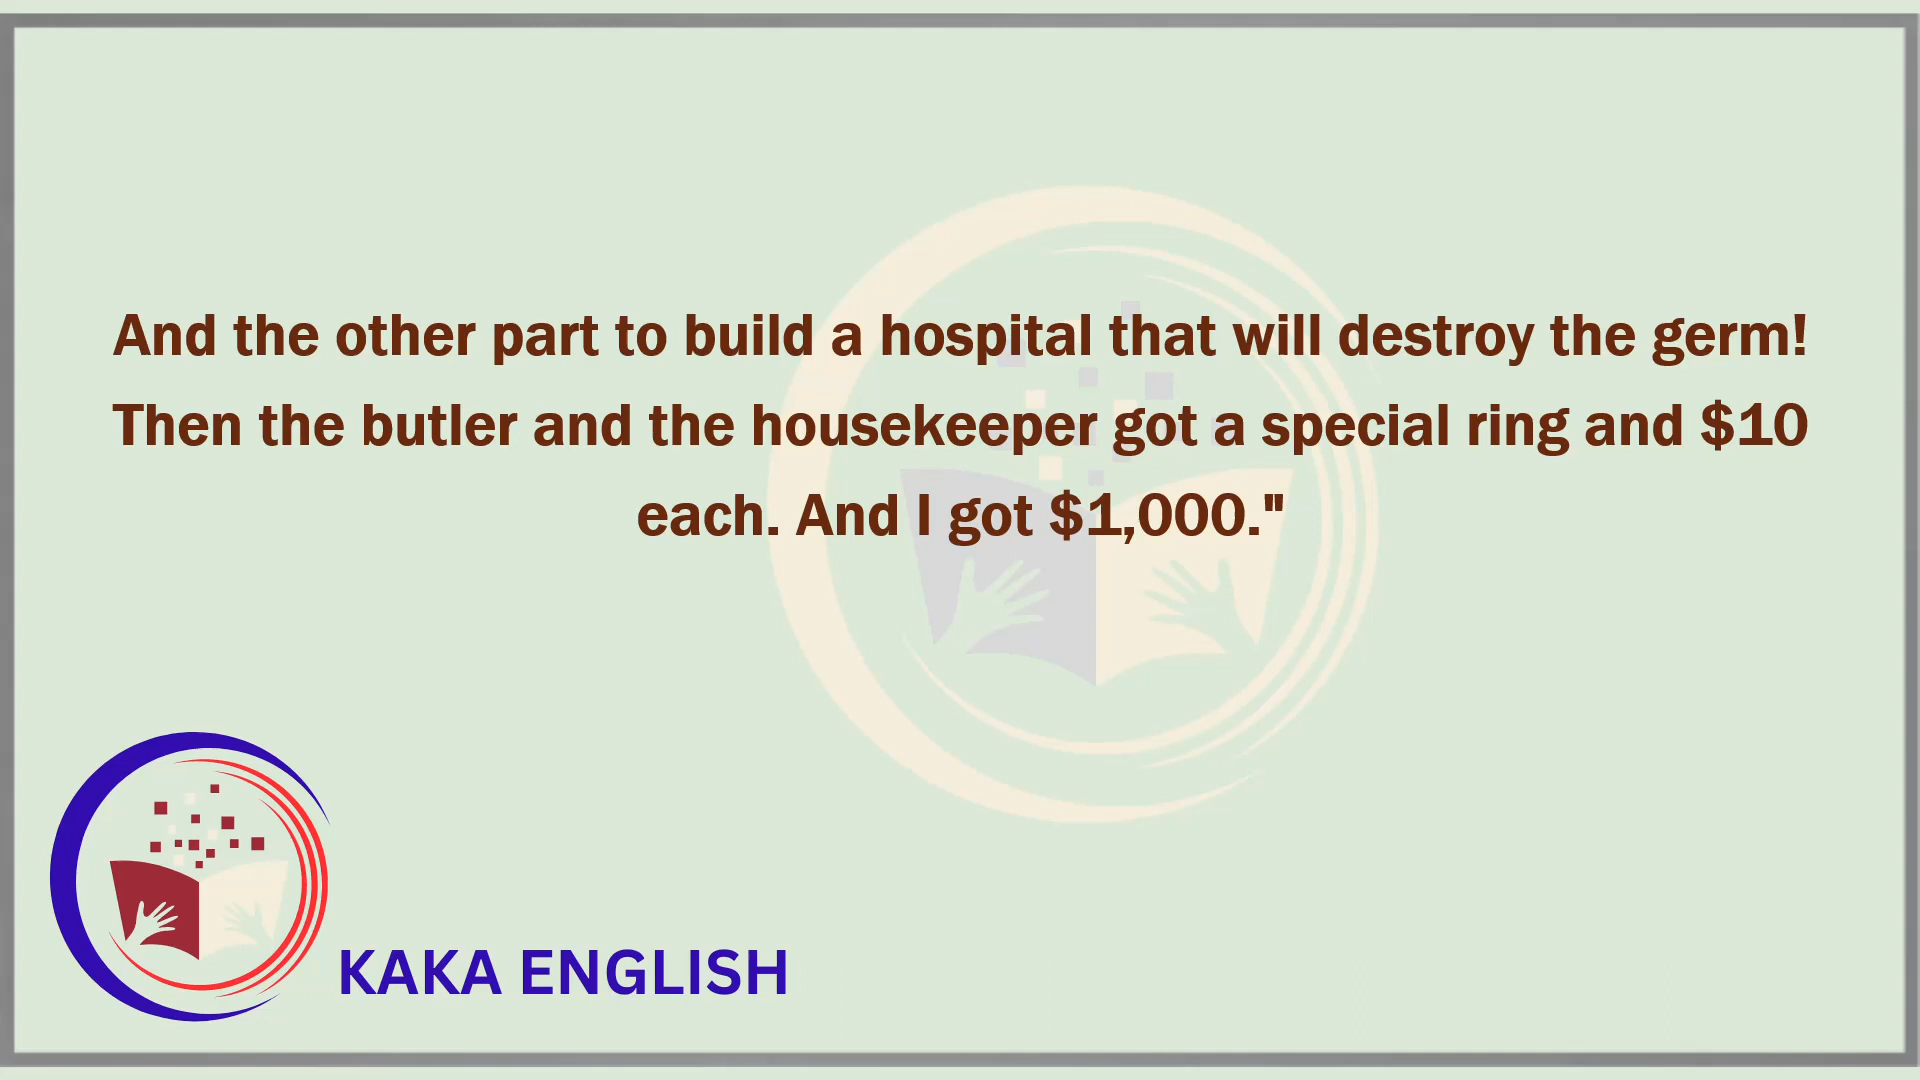 And the other part to build a hospital that will destroy the germ!
Then the butler and the housekeeper got a special ring and $10
each. And I got $1,000."
KAKA ENGLISH